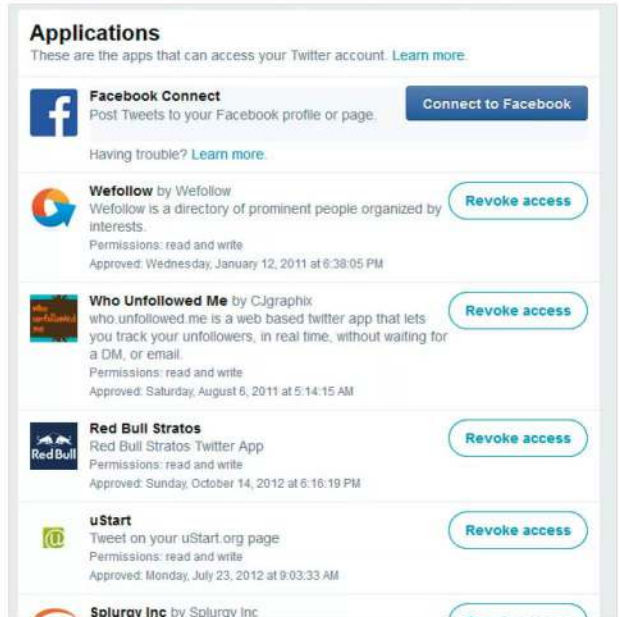 Applications
These are the apps that can access your Twitter account. Learn more.
Facebook Connect
Post Tweets to your Facebook profile or page.
Connect to Facebook
Having trouble? Learn more.
Wefollow by Wefollow
Wefollow is a directory of prominent people organized by
interests.
Permissions: read and write
Approved: Wednesday, January 12, 2011 at 6:38:05 PM
Revoke access
who
unfollowed
me
Who Unfollowed Me by CJgraphix
who.unfollowed.me is a web based twitter app that lets
you track your unfollowers, in real time, without waiting for
a DM, or email.
Permissions: read and write
Approved: Saturday, August 6, 2011 at 5:14:15 AM
Revoke access
Red Bull
Red Bull Stratos
Red Bull Stratos Twitter App
Permissions: read and write
Approved: Sunday, October 14, 2012 at 6:16:19 PM
Revoke access
uStart
Tweet on your uStart.org page
Permissions: read and write
Approved: Monday, July 23, 2012 at 9:03:33 AM
Revoke access
Splurgy Inc by Splurgy Inc